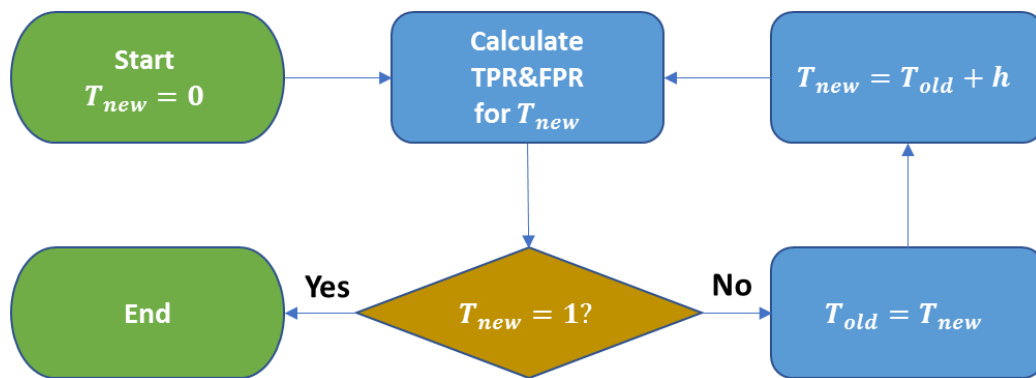 Start
T_new = 0
Calculate
TPR&FPR
for T_new
T_new = T_old + h
End
Yes
T_new = 1?
No
T_old = T_new